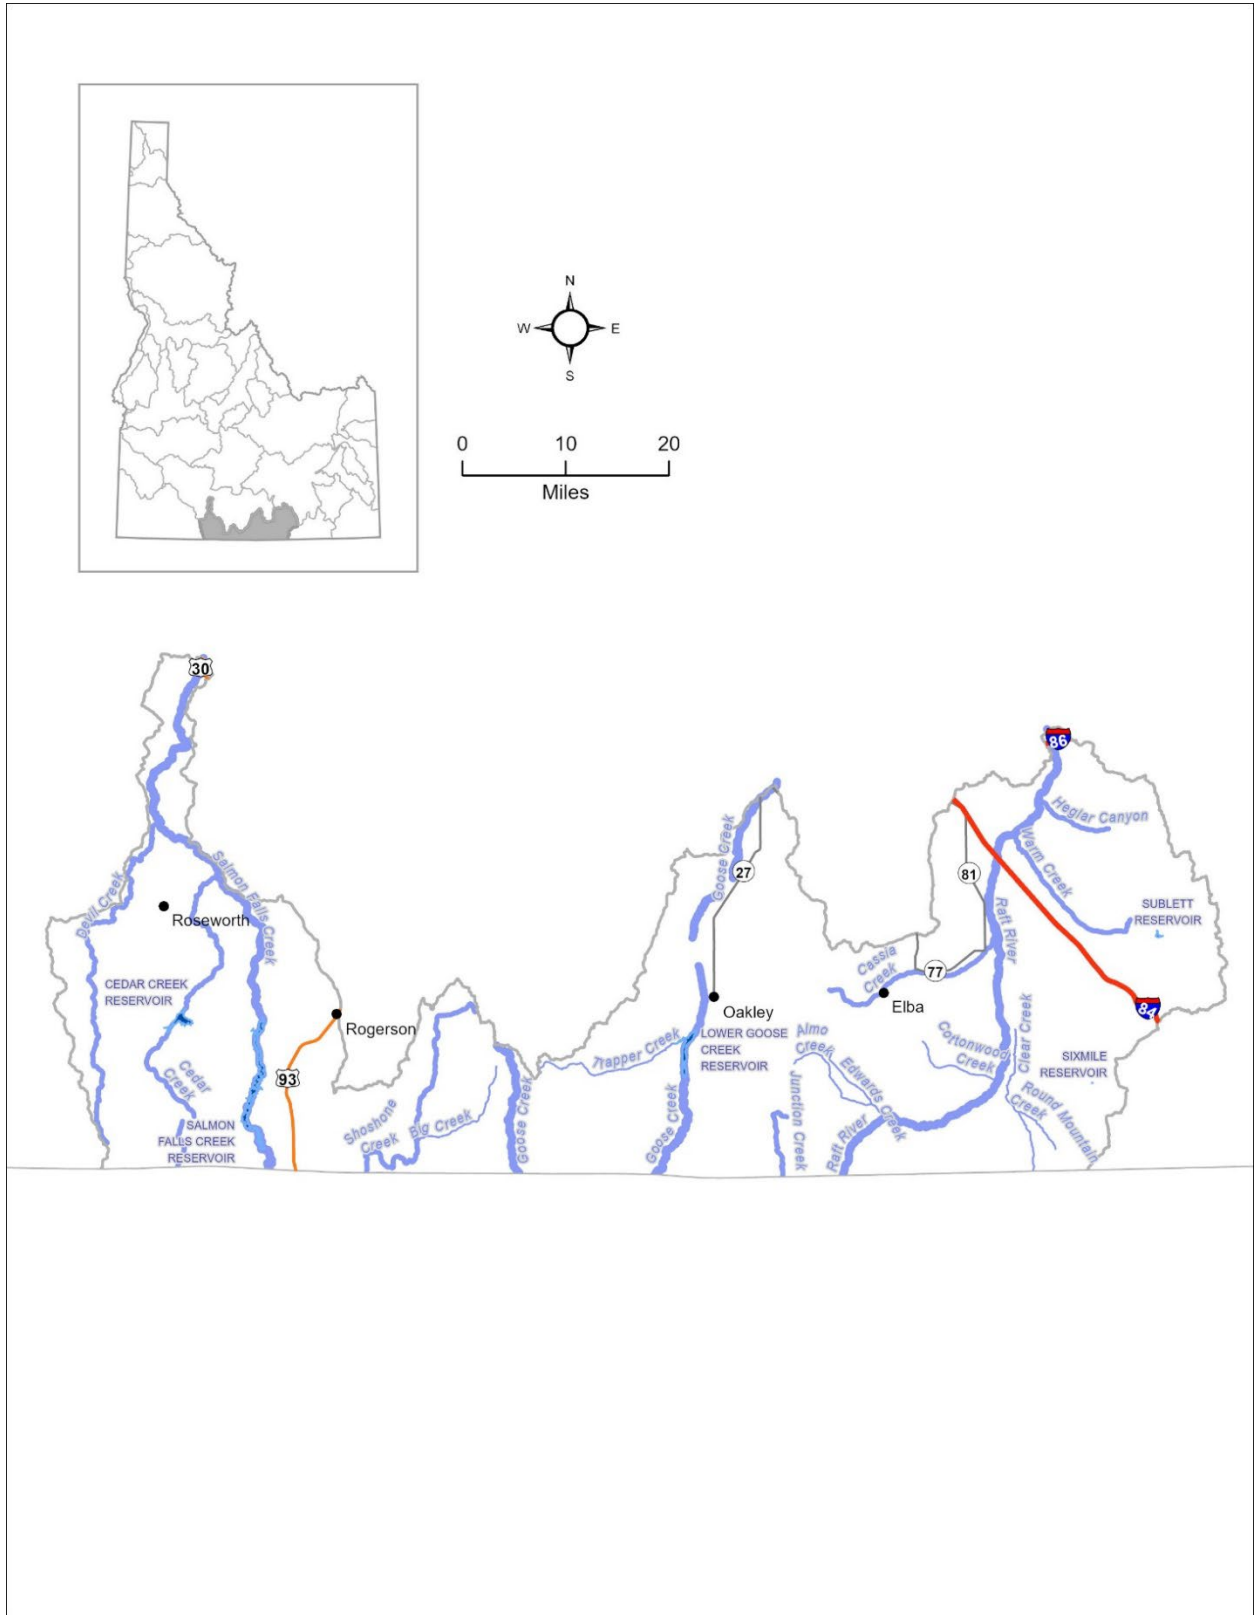 N
W E
S
0 10 20
Miles
30
86
Heglar Canyon
Warm Creek
Goose Creek
27
81
Salmon Falls Creek
Devil Creek
Roseworth
SUBLETT
RESERVOIR
Raft River
Cassia
Creek
77
CEDAR CREEK
RESERVOIR
Elba
84
Oakley
Rogerson
LOWER GOOSE
CREEK
RESERVOIR
Trapper Creek
Almo
Creek
Cottonwood
Creek
Clear Creek
SIXMILE
RESERVOIR
93
Cedar
Creek
Edwards Creek
Junction Creek
Round Mountain
Creek
SALMON
FALLS CREEK
RESERVOIR
Shoshone
Creek
Big Creek
Goose Creek
Goose Creek
Raft River